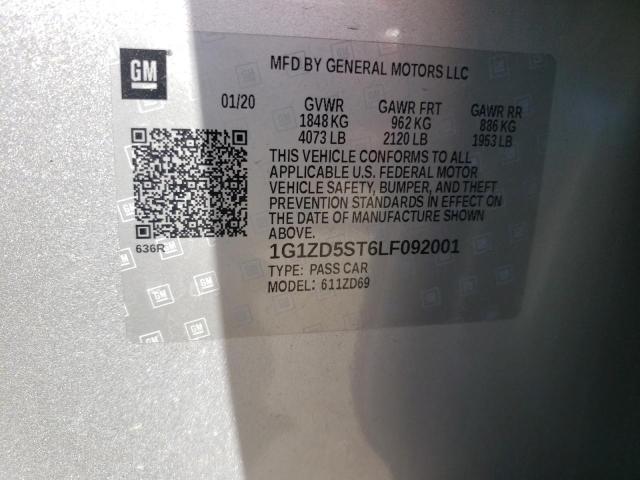 GM
MFD BY GENERAL MOTORS LLC
01/20 GVWR GAWR FRT GAWR RR
1848 KG 962 KG 886 KG
4073 LB 2120 LB 1953 LB
THIS VEHICLE CONFORMS TO ALL
APPLICABLE U.S. FEDERAL MOTOR
VEHICLE SAFETY, BUMPER, AND THEFT
PREVENTION STANDARDS IN EFFECT ON
THE DATE OF MANUFACTURE SHOWN
ABOVE.
636R
1G1ZD5ST6LF092001
TYPE: PASS CAR
MODEL: 611ZD69